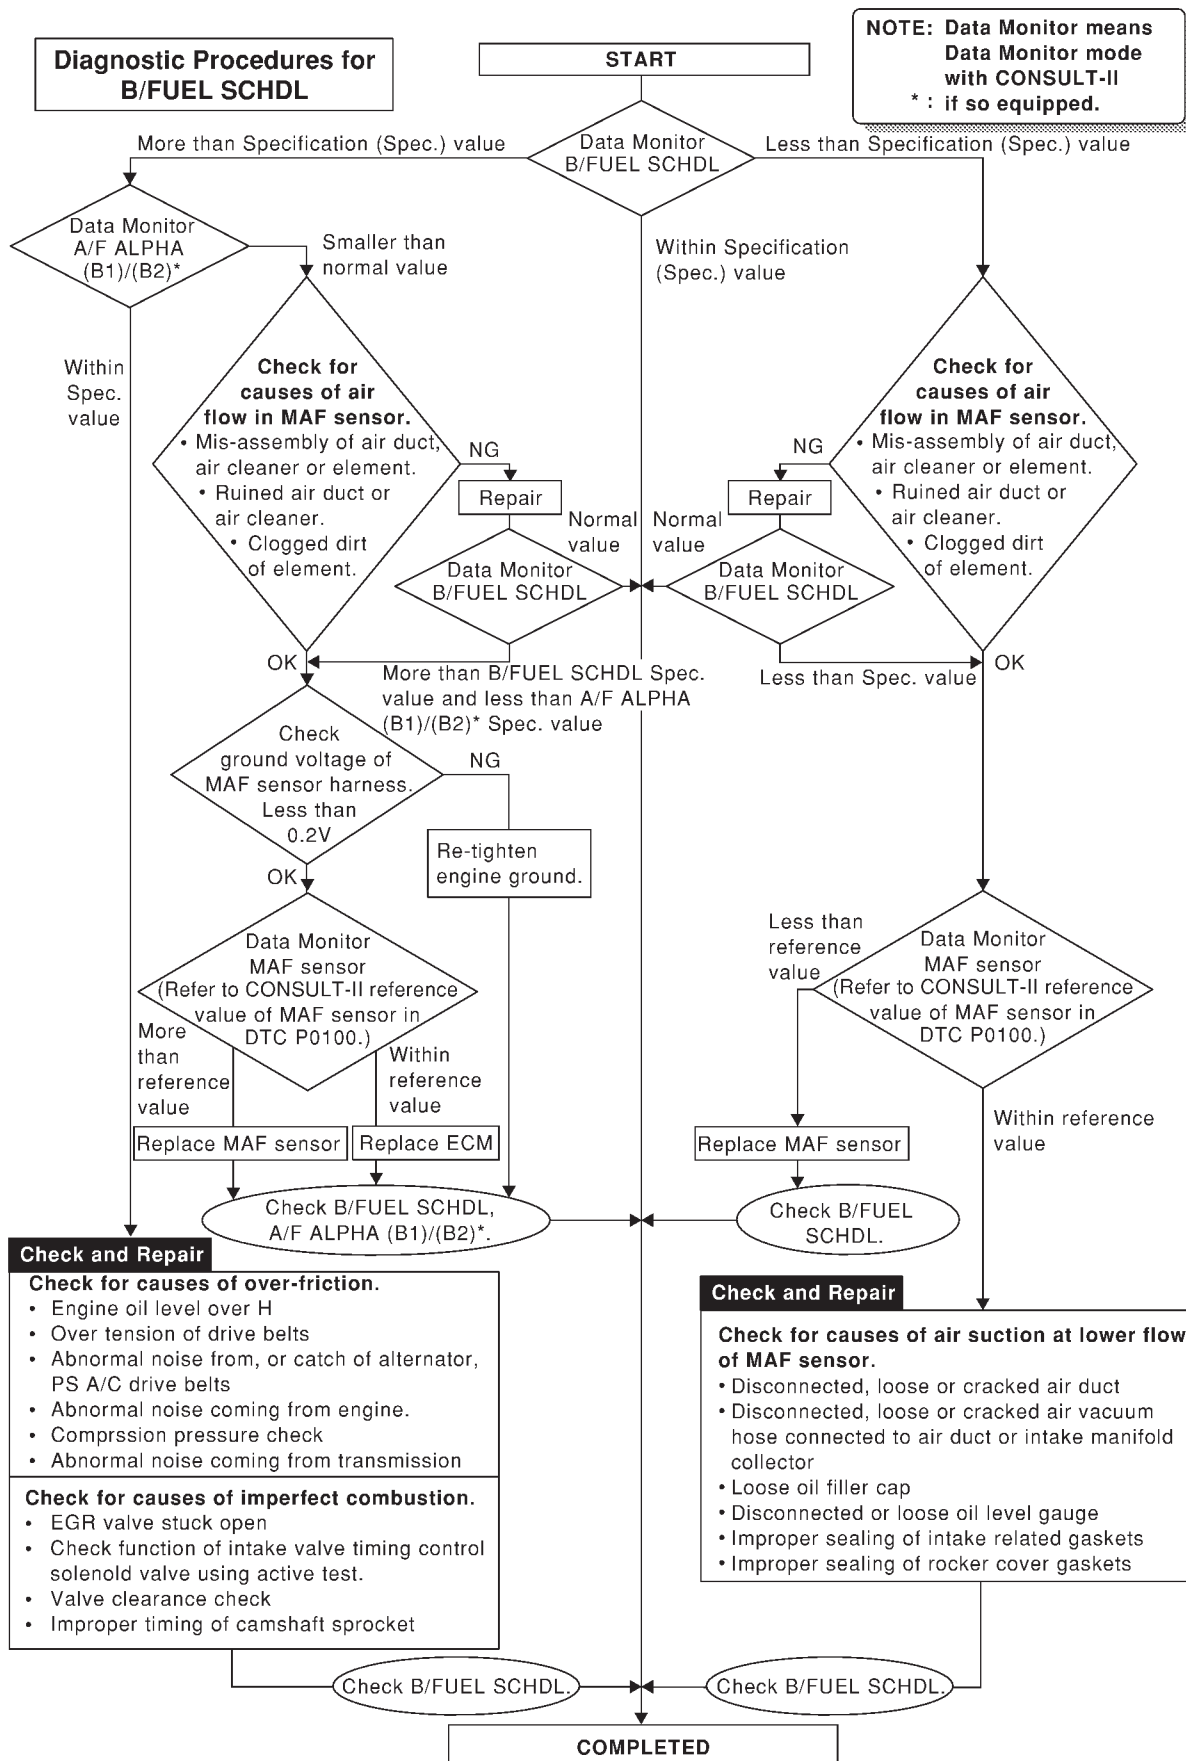 Diagnostic Procedures for
B/FUEL SCHDL
START
NOTE: Data Monitor means
Data Monitor mode
with CONSULT-II
* : if so equipped.
More than Specification (Spec.) value
Data Monitor
B/FUEL SCHDL
Less than Specification (Spec.) value
Data Monitor
A/F ALPHA
(B1)/(B2)*
Smaller than
normal value
Within Specification
(Spec.) value
Within
Spec.
value
Check for
causes of air
flow in MAF sensor.
• Mis-assembly of air duct,
air cleaner or element.
• Ruined air duct or
air cleaner.
• Clogged dirt
of element.
NG
Repair
Normal
value
Data Monitor
B/FUEL SCHDL
Check for
causes of air
flow in MAF sensor.
• Mis-assembly of air duct,
air cleaner or element.
• Ruined air duct or
air cleaner.
• Clogged dirt
of element.
NG
Repair
Normal
value
Data Monitor
B/FUEL SCHDL
OK
More than B/FUEL SCHDL Spec.
value and less than A/F ALPHA
(B1)/(B2)* Spec. value
Less than Spec. value
OK
Check
ground voltage of
MAF sensor harness.
Less than
0.2V
NG
Re-tighten
engine ground.
OK
Data Monitor
MAF sensor
(Refer to CONSULT-II reference
value of MAF sensor in
DTC P0100.)
More
than
reference
value
Within
reference
value
Replace MAF sensor
Replace ECM
Check B/FUEL SCHDL,
A/F ALPHA (B1)/(B2)*.
Less than
reference
value
Data Monitor
MAF sensor
(Refer to CONSULT-II reference
value of MAF sensor in
DTC P0100.)
Within reference
value
Replace MAF sensor
Check B/FUEL
SCHDL.
Check and Repair
Check for causes of over-friction.
• Engine oil level over H
• Over tension of drive belts
• Abnormal noise from, or catch of alternator,
PS A/C drive belts
• Abnormal noise coming from engine.
• Comprssion pressure check
• Abnormal noise coming from transmission
Check for causes of imperfect combustion.
• EGR valve stuck open
• Check function of intake valve timing control
solenold valve using active test.
• Valve clearance check
• Improper timing of camshaft sprocket
Check and Repair
Check for causes of air suction at lower flow
of MAF sensor.
• Disconnected, loose or cracked air duct
• Disconnected, loose or cracked air vacuum
hose connected to air duct or intake manifold
collector
• Loose oil filler cap
• Disconnected or loose oil level gauge
• Improper sealing of intake related gaskets
• Improper sealing of rocker cover gaskets
Check B/FUEL SCHDL.
Check B/FUEL SCHDL.
COMPLETED